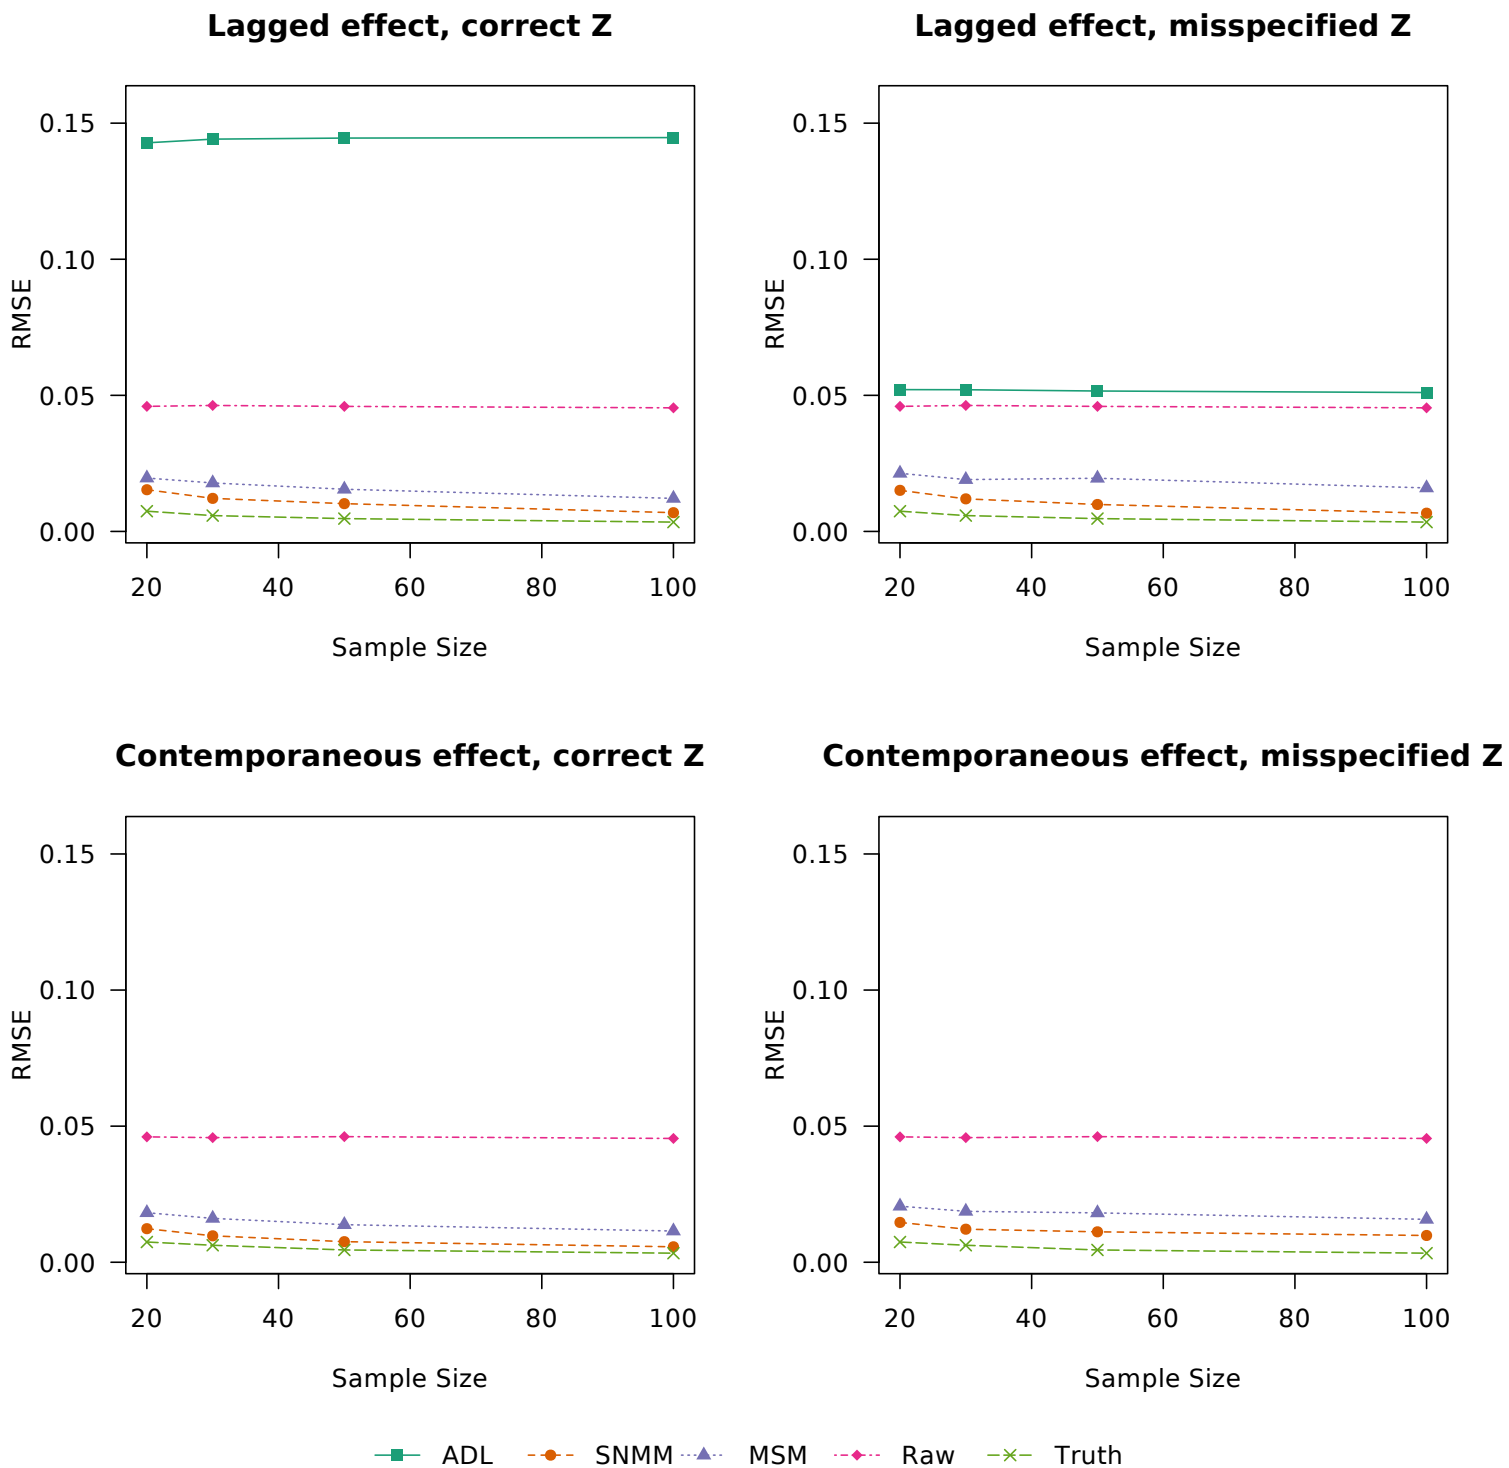 Lagged effect, correct Z
Lagged effect, misspecified Z
0.15
0.10
0.05
0.00
RMSE
20 40 60 80 100
Sample Size
0.15
0.10
0.05
0.00
RMSE
20 40 60 80 100
Sample Size
Contemporaneous effect, correct Z
Contemporaneous effect, misspecified Z
0.15
0.10
0.05
0.00
RMSE
20 40 60 80 100
Sample Size
0.15
0.10
0.05
0.00
RMSE
20 40 60 80 100
Sample Size
ADL SNMM MSM Raw Truth